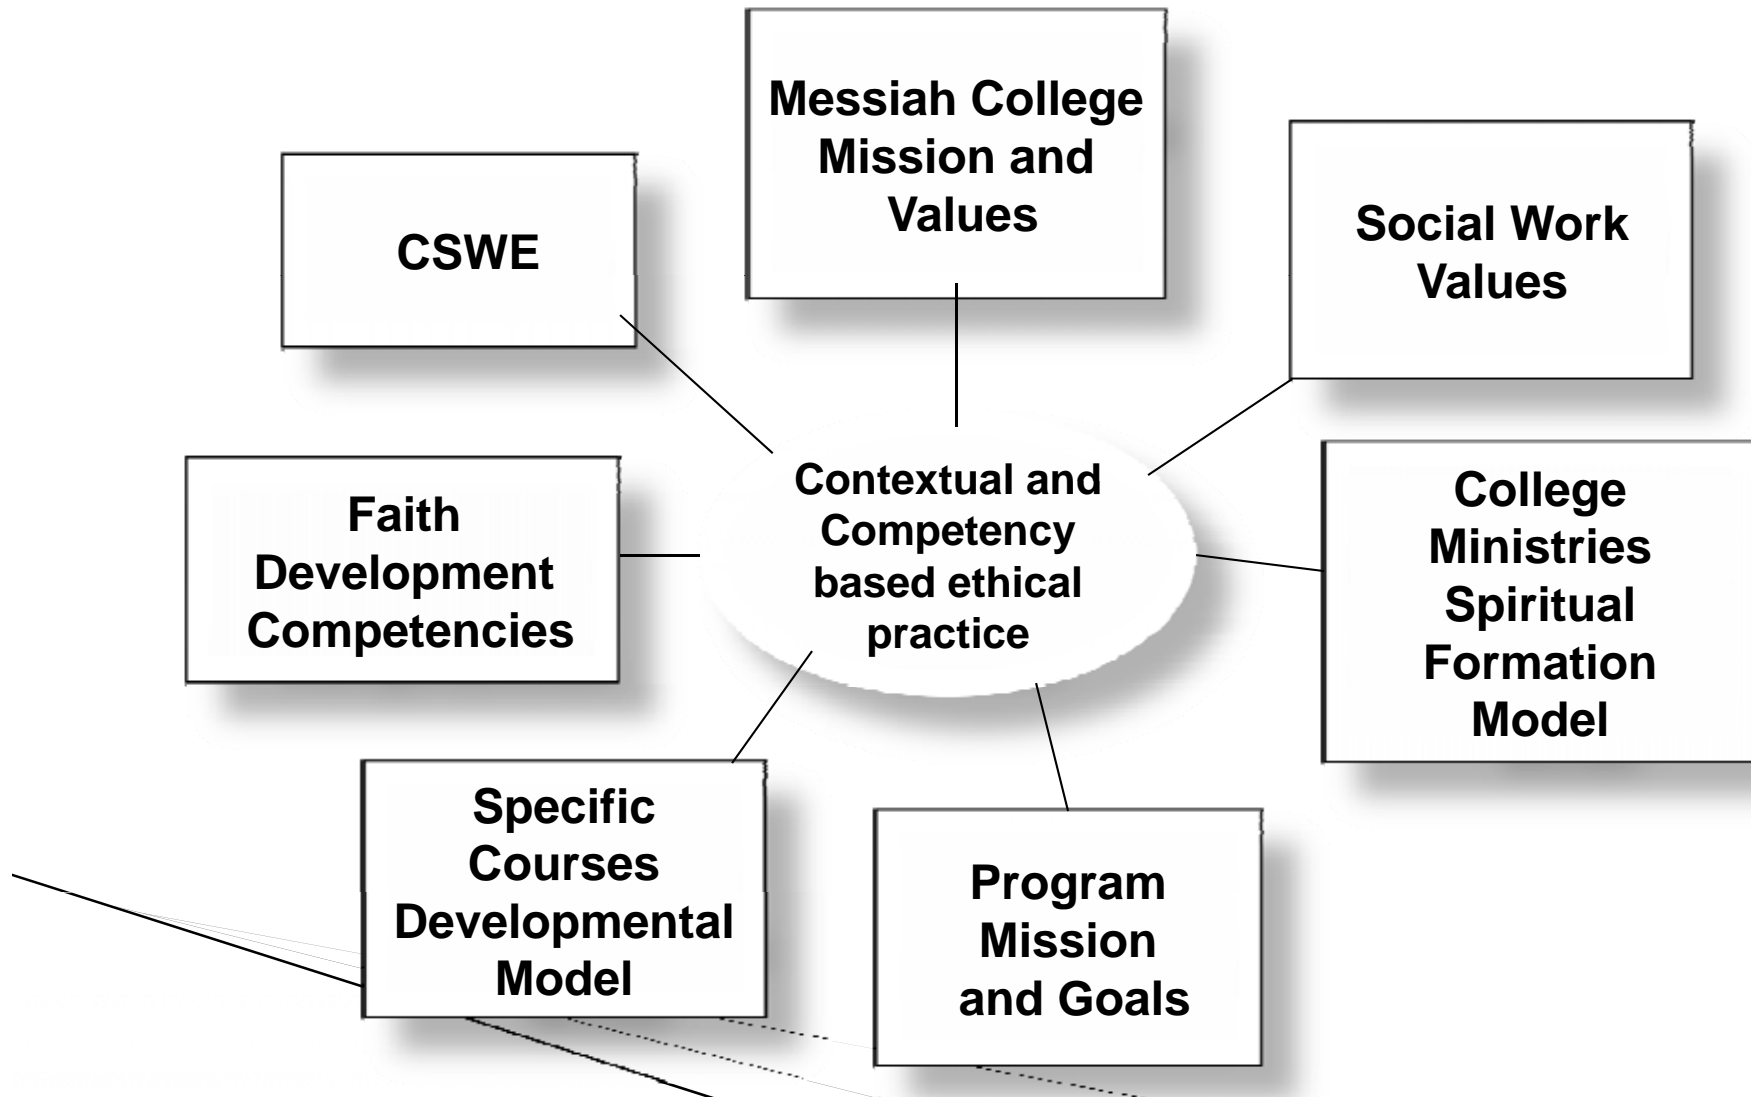 Messiah College
Mission and
Values
CSWE
Social Work
Values
Contextual and
Competency
based ethical
practice
Faith
Development
Competencies
College
Ministries
Spiritual
Formation
Model
Specific
Courses
Developmental
Model
Program
Mission
and Goals